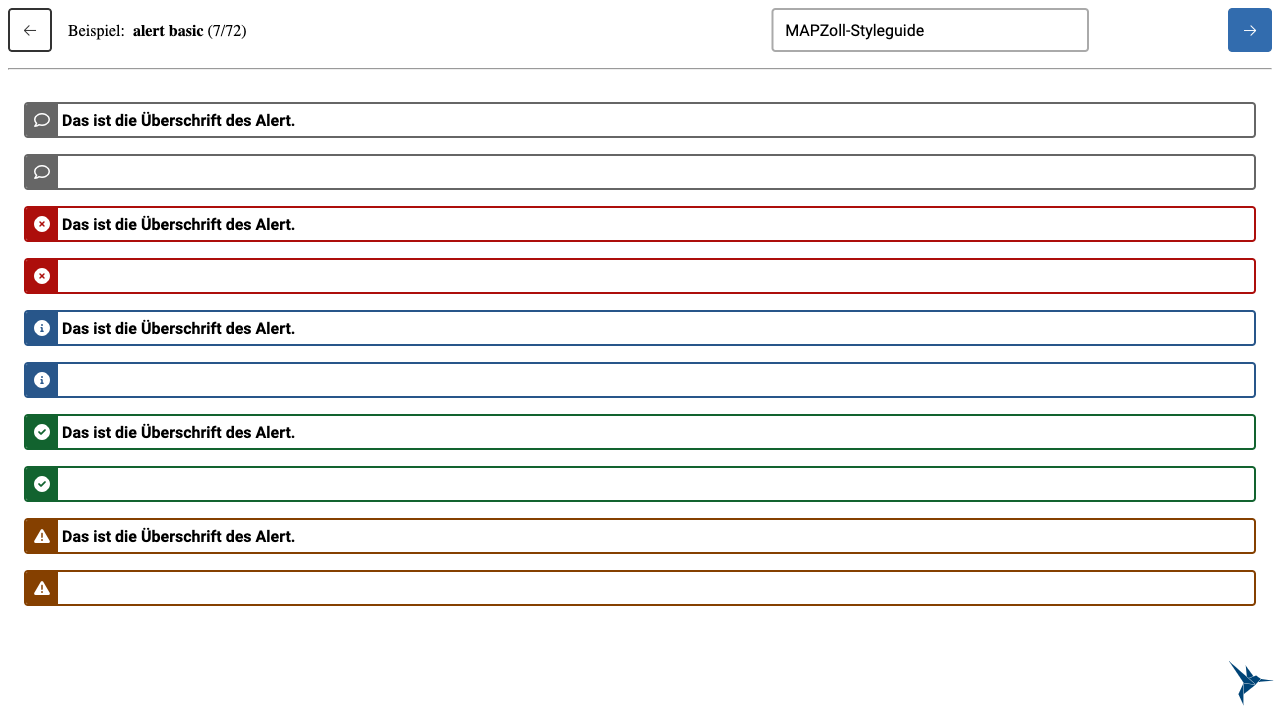 Beispiel: alert basic (7/72)
MAPZoll-Styleguide
Das ist die Überschrift des Alert.
Das ist die Überschrift des Alert.
Das ist die Überschrift des Alert.
Das ist die Überschrift des Alert.
Das ist die Überschrift des Alert.